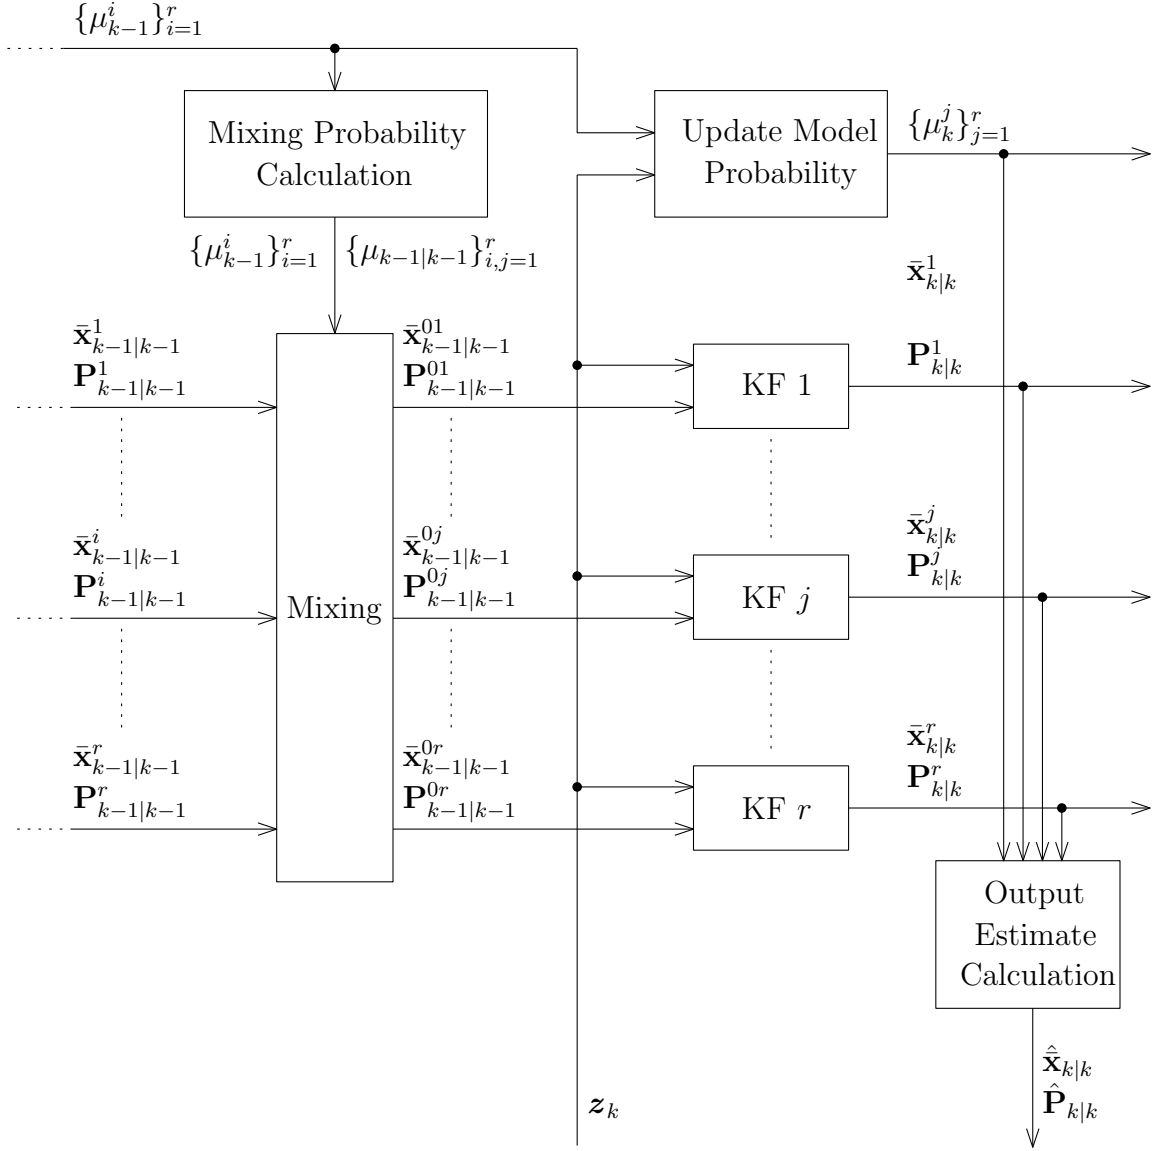 {μ^i_{k−1}}^r_{i=1}
Mixing Probability
Calculation
Update Model
Probability
{μ^j_k}^r_{j=1}
{μ^i_{k−1}}^r_{i=1}
{μ_{k−1|k−1}}^r_{i,j=1}
x̄^1_{k|k}
P^1_{k|k}
x̄^1_{k−1|k−1}
P^1_{k−1|k−1}
x̄^{01}_{k−1|k−1}
P^{01}_{k−1|k−1}
KF 1
x̄^i_{k−1|k−1}
P^i_{k−1|k−1}
Mixing
x̄^{0j}_{k−1|k−1}
P^{0j}_{k−1|k−1}
KF j
x̄^j_{k|k}
P^j_{k|k}
x̄^r_{k−1|k−1}
P^r_{k−1|k−1}
x̄^{0r}_{k−1|k−1}
P^{0r}_{k−1|k−1}
KF r
x̄^r_{k|k}
P^r_{k|k}
Output
Estimate
Calculation
z_k
x̄̂_{k|k}
P̂_{k|k}